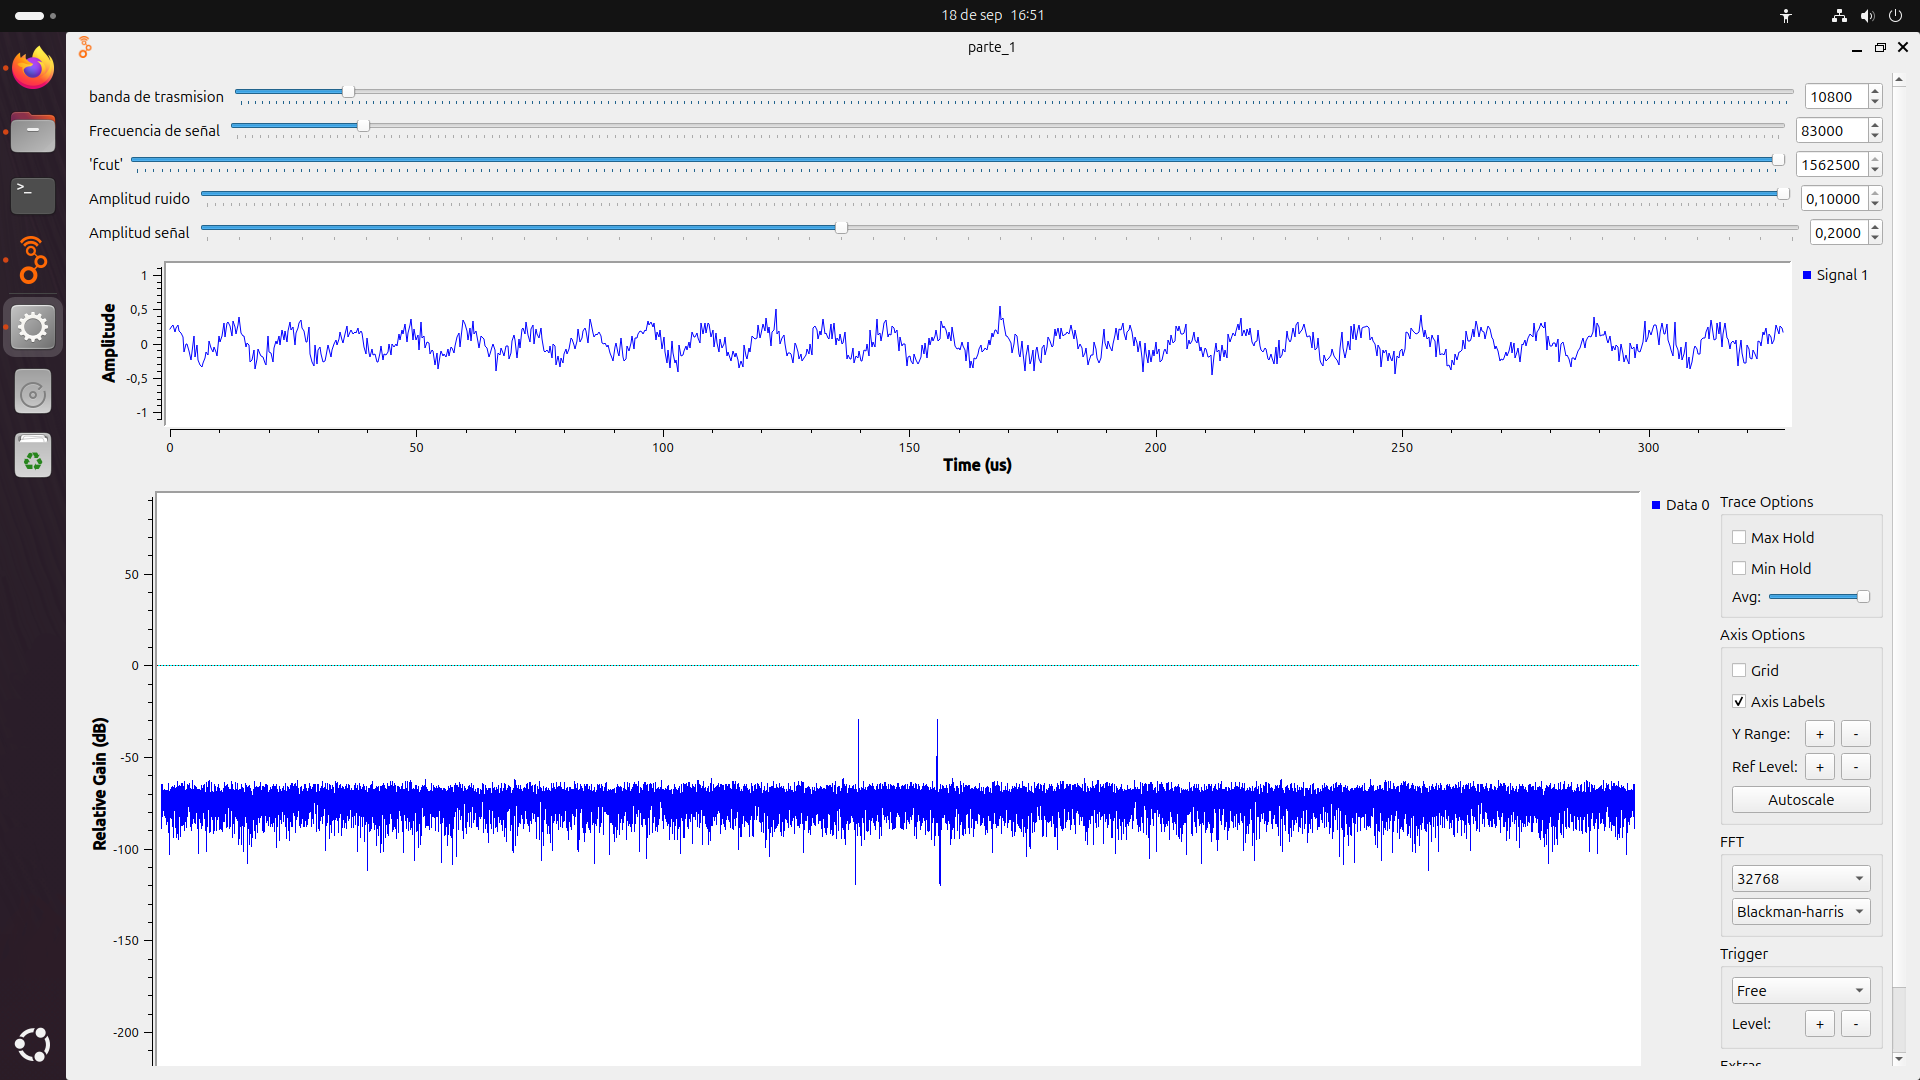 18 de sep 16:51
parte_1
banda de trasmision 10800
Frecuencia de señal 83000
'fcut' 1562500
Amplitud ruido 0,10000
Amplitud señal 0,2000
1
0,5
0
-0,5
-1
Amplitude
Signal 1
0 50 100 150 200 250 300
Time (us)
50
0
-50
-100
-150
-200
Relative Gain (dB)
Data 0
Trace Options
Max Hold
Min Hold
Avg:
Axis Options
Grid
Axis Labels
Y Range: + -
Ref Level: + -
Autoscale
FFT
32768
Blackman-harris
Trigger
Free
Level: + -
Extras
>_